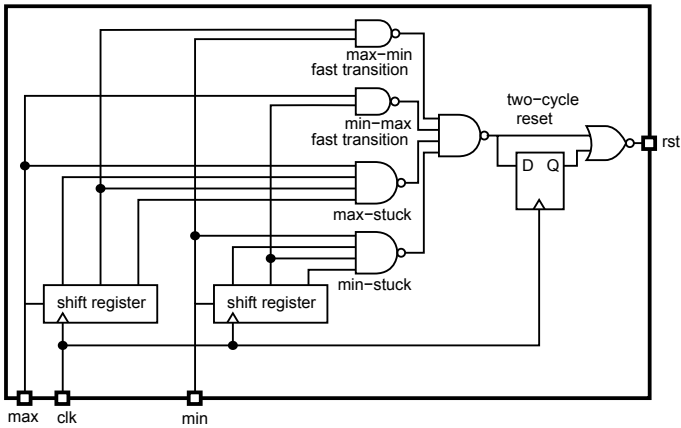 max−min
fast transition
min−max
fast transition
two−cycle
reset
rst
D Q
max−stuck
min−stuck
shift register
shift register
max
clk
min